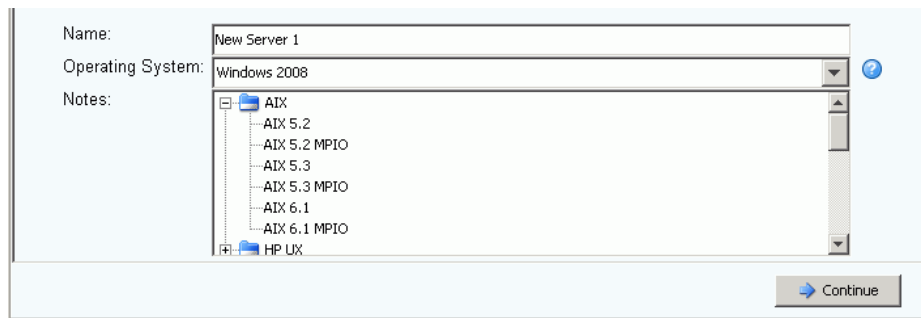 Name:
New Server 1
Operating System:
Windows 2008
?
Notes:
AIX
AIX 5.2
AIX 5.2 MPIO
AIX 5.3
AIX 5.3 MPIO
AIX 6.1
AIX 6.1 MPIO
HP UX
Continue